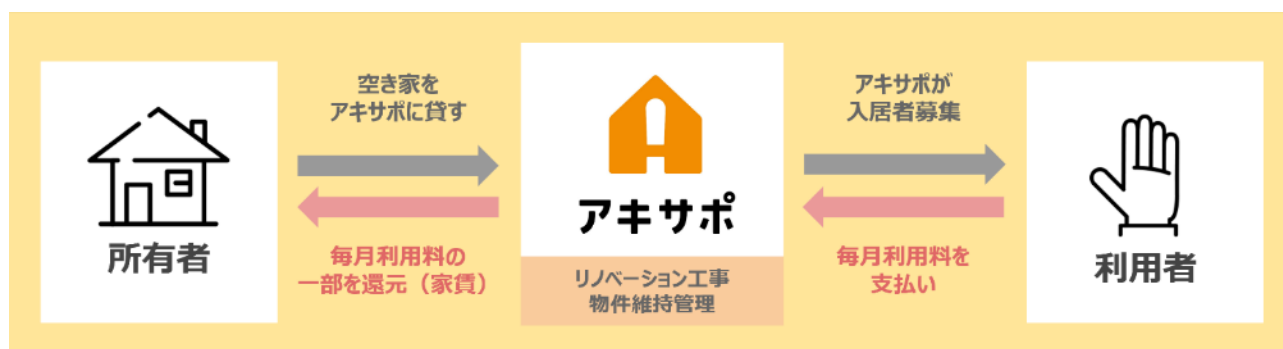 所有者
空き家を
アキサポに貸す
毎月利用料の
一部を還元（家賃）
アキサポ
リノベーション工事
物件維持管理
アキサポが
入居者募集
毎月利用料を
支払い
利用者